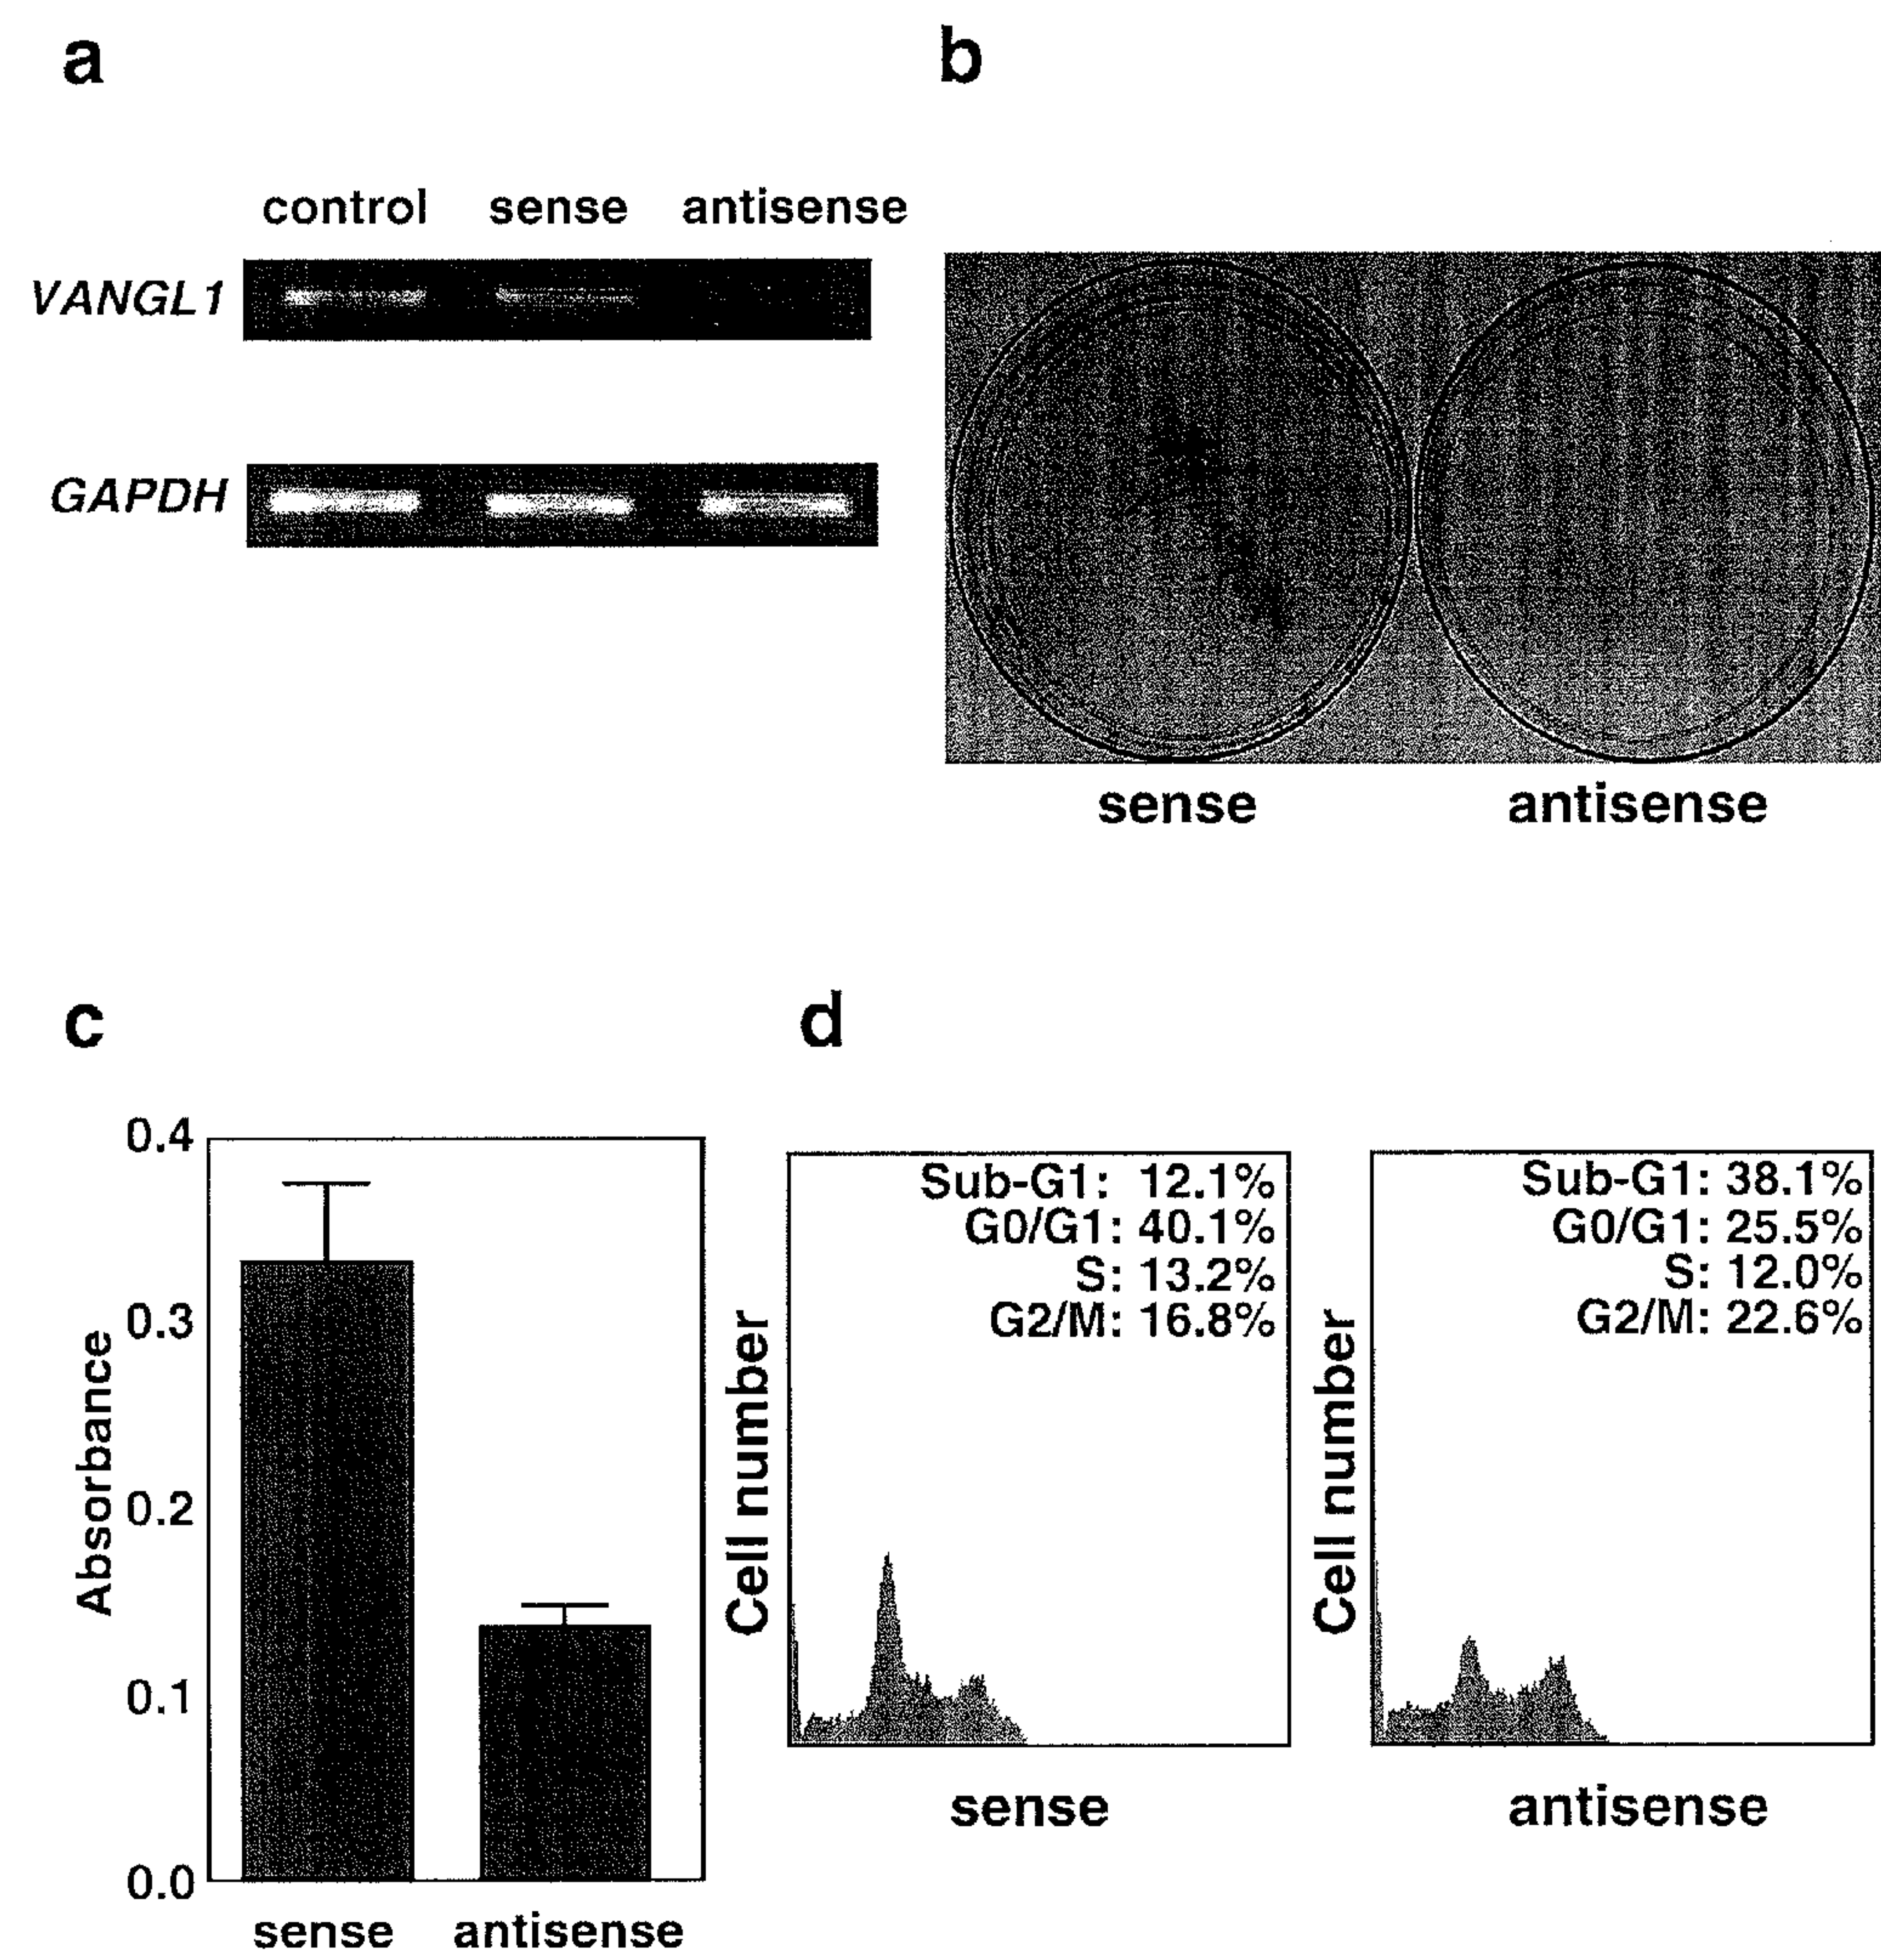 a
control sense antisense
VANGL1
GAPDH
b
sense antisense
c
0.4
0.3
0.2
0.1
0.0
Absorbance
sense antisense
d
Cell number
Sub-G1: 12.1%
G0/G1: 40.1%
S: 13.2%
G2/M: 16.8%
sense
Cell number
Sub-G1: 38.1%
G0/G1: 25.5%
S: 12.0%
G2/M: 22.6%
antisense